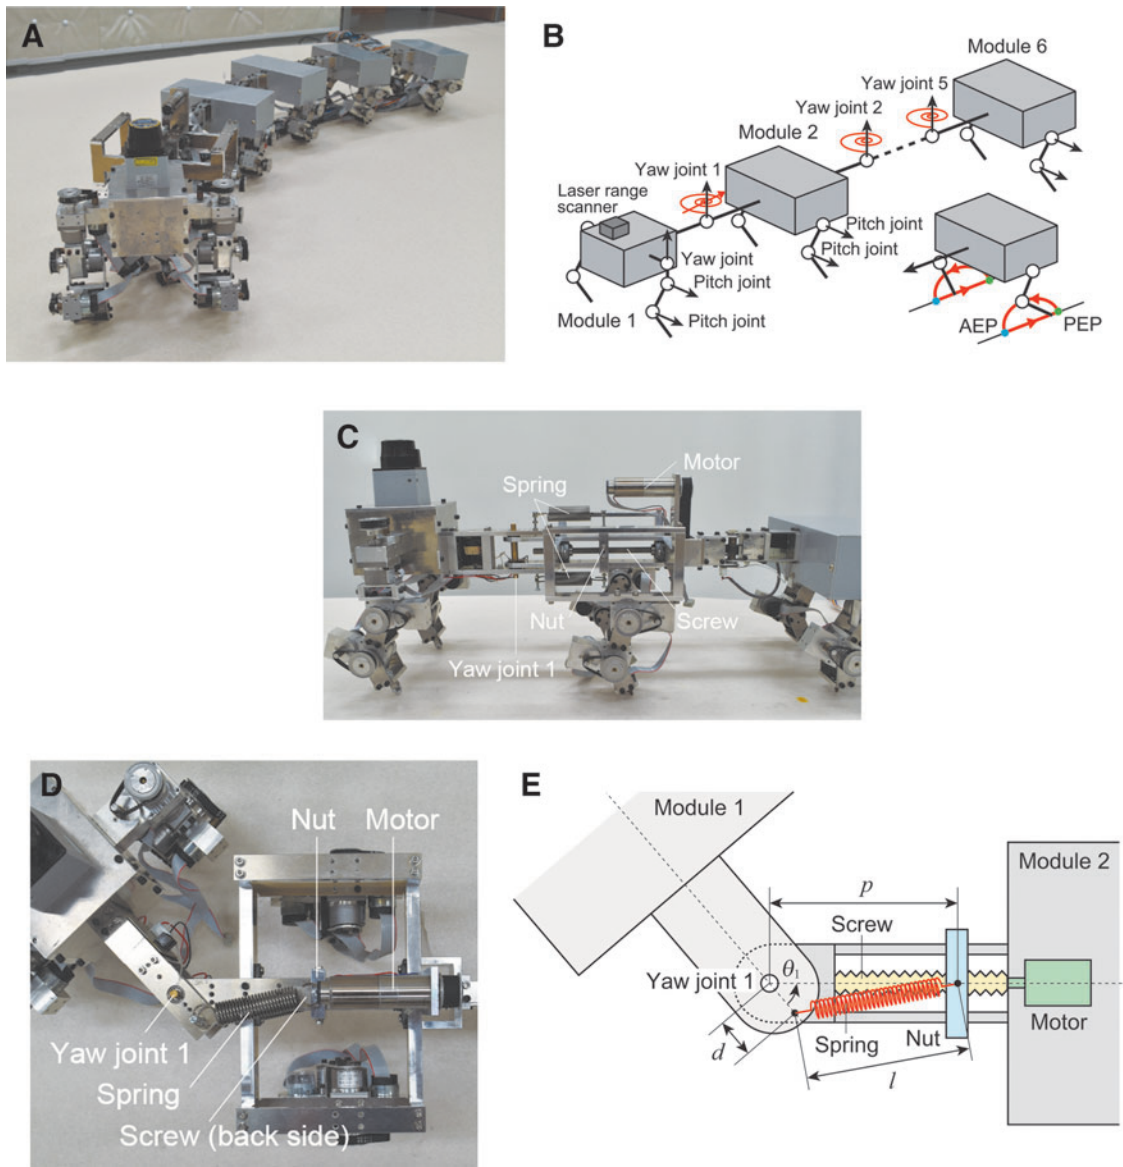 A
B
Module 6
Yaw joint 5
Yaw joint 2
Module 2
Yaw joint 1
Laser range
scanner
Pitch joint
Yaw joint
Pitch joint
Pitch joint
Module 1
Pitch joint
AEP
PEP
C
Motor
Spring
Nut
Screw
Yaw joint 1
D
Nut
Motor
Yaw joint 1
Spring
Screw (back side)
E
Module 1
Module 2
p
Screw
Yaw joint 1
θ1
Motor
Nut
Spring
d
l